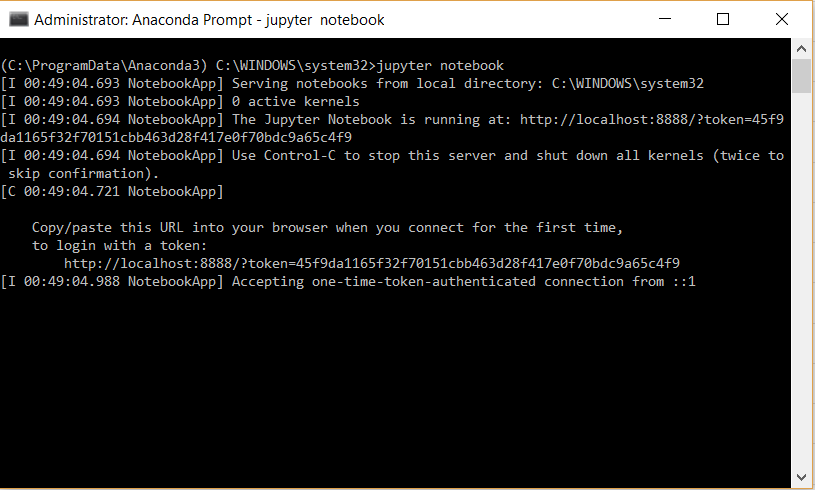 Administrator: Anaconda Prompt - jupyter  notebook
(C:\ProgramData\Anaconda3) C:\WINDOWS\system32>jupyter notebook
[I 00:49:04.693 NotebookApp] Serving notebooks from local directory: C:\WINDOWS\system32
[I 00:49:04.693 NotebookApp] 0 active kernels
[I 00:49:04.694 NotebookApp] The Jupyter Notebook is running at: http://localhost:8888/?token=45f9
da1165f32f70151cbb463d28f417e0f70bdc9a65c4f9
[I 00:49:04.694 NotebookApp] Use Control-C to stop this server and shut down all kernels (twice to
 skip confirmation).
[C 00:49:04.721 NotebookApp]
    Copy/paste this URL into your browser when you connect for the first time,
    to login with a token:
        http://localhost:8888/?token=45f9da1165f32f70151cbb463d28f417e0f70bdc9a65c4f9
[I 00:49:04.988 NotebookApp] Accepting one-time-token-authenticated connection from ::1